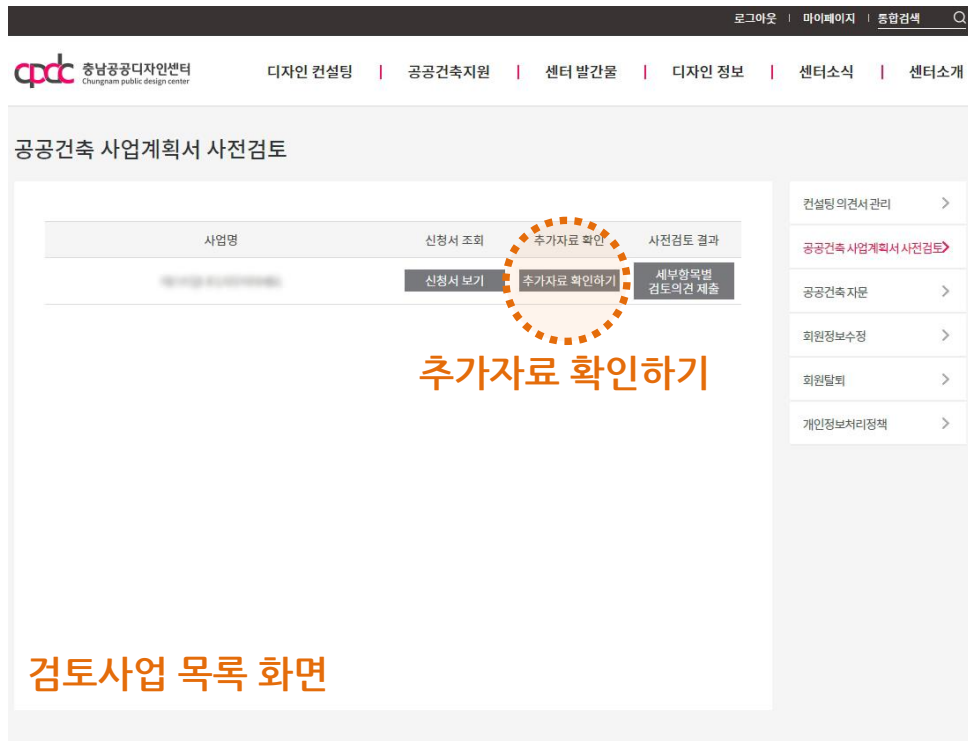 로그아웃 | 마이페이지 | 통합검색
cpdc 충남공공디자인센터
Chungnam public design center
디자인 컨설팅 | 공공건축지원 | 센터 발간물 | 디자인 정보 | 센터소식 | 센터소개
공공건축 사업계획서 사전검토
사업명 신청서 조회 추가자료 확인 사전검토 결과
신청서 보기 추가자료 확인하기 세부항목별
검토의견 제출
추가자료 확인하기
검토사업 목록 화면
컨설팅 의견서 관리
공공건축 사업계획서 사전검토
공공건축 자문
회원정보수정
회원탈퇴
개인정보처리정책